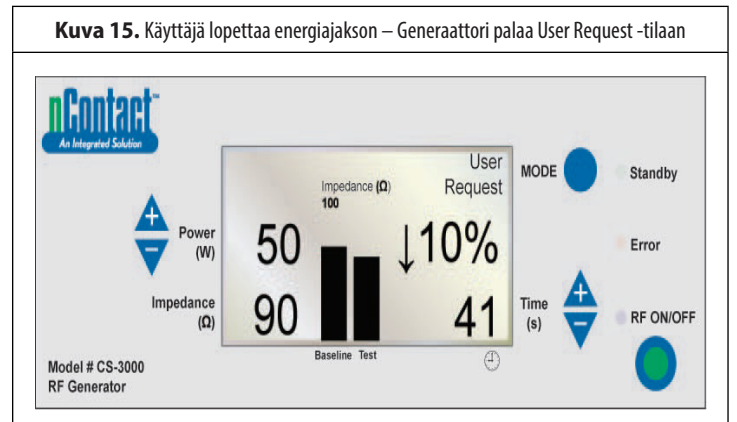 Kuva 15. Käyttäjä lopettaa energiajakson – Generaattori palaa User Request -tilaan
nContact™
An Integrated Solution
User
Request
Impedance (Ω)
100
MODE
Standby
+
−
Power
(W)
50
↓10%
Error
Impedance
(Ω)
90
41
Time
(s)
+
−
RF ON/OFF
Baseline Test
Model # CS-3000
RF Generator